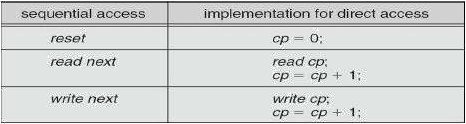 sequential access implementation for direct access
reset cp = 0;
read next read cp;
cp = cp + 1;
write next write cp;
cp = cp + 1;